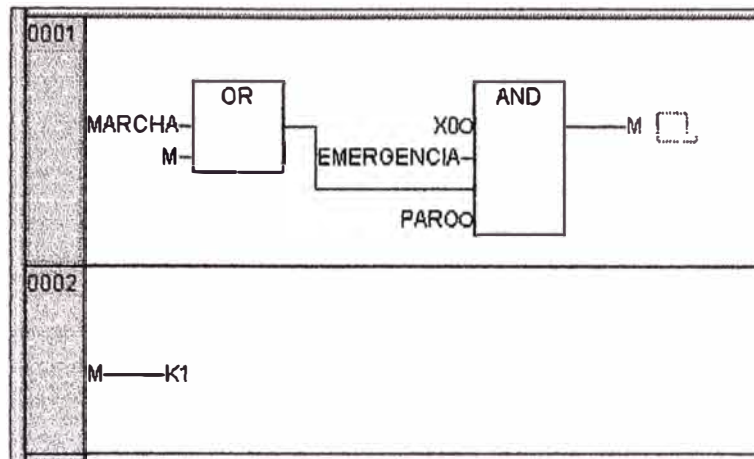 0001
OR
AND
MARCHA
X0
M
M
EMERGENCIA
PARO
0002
M
K1